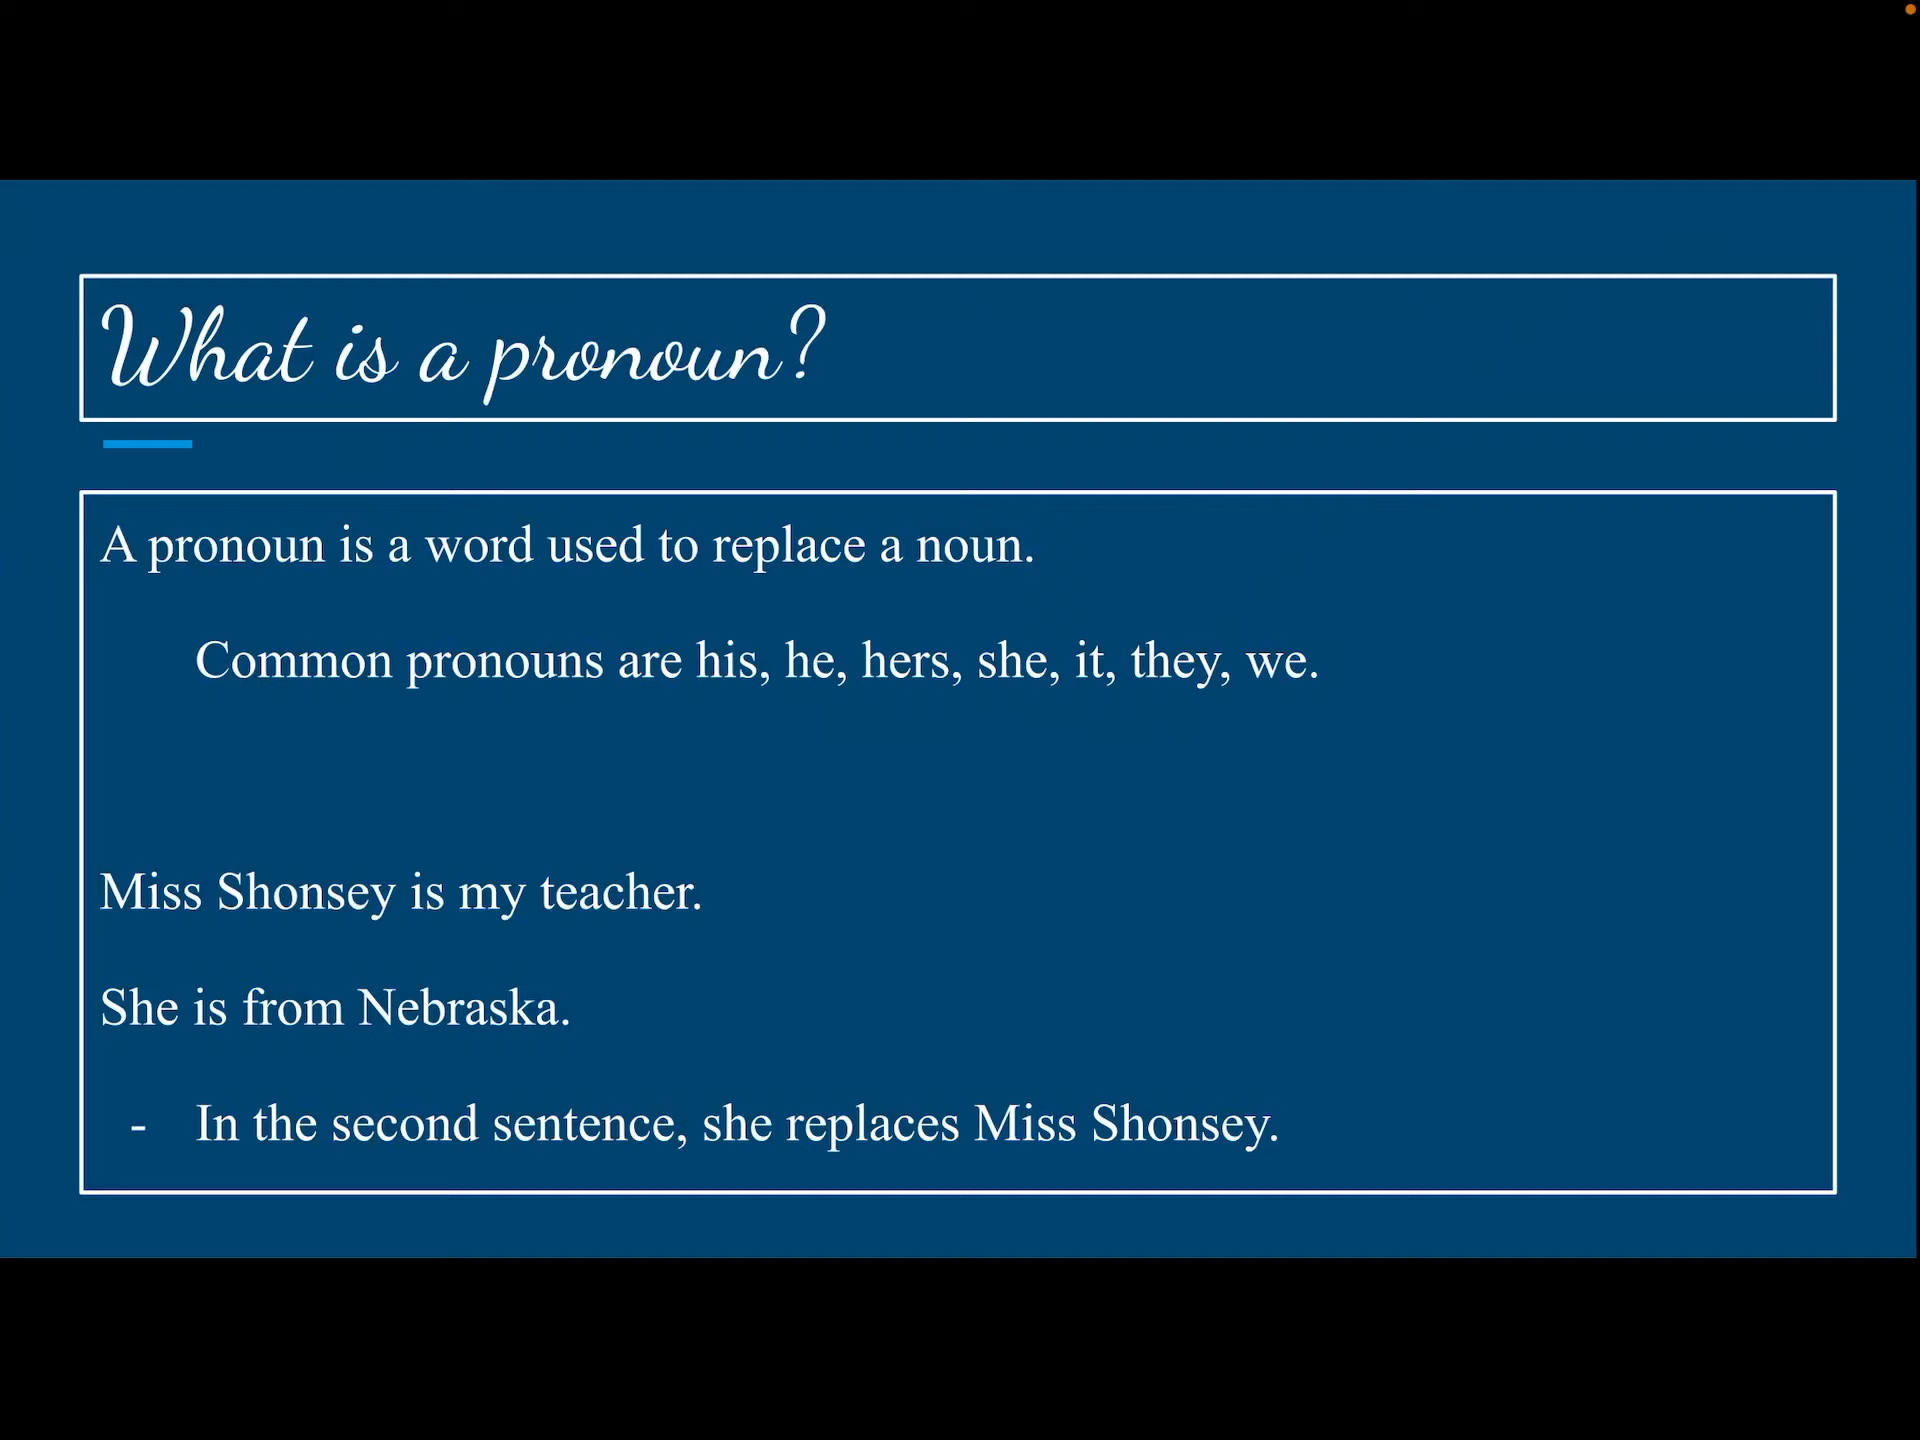 What is a pronoun?
A pronoun is a word used to replace a noun.
Common pronouns are his, he, hers, she, it, they, we.
Miss Shonsey is my teacher.
She is from Nebraska.
- In the second sentence, she replaces Miss Shonsey.